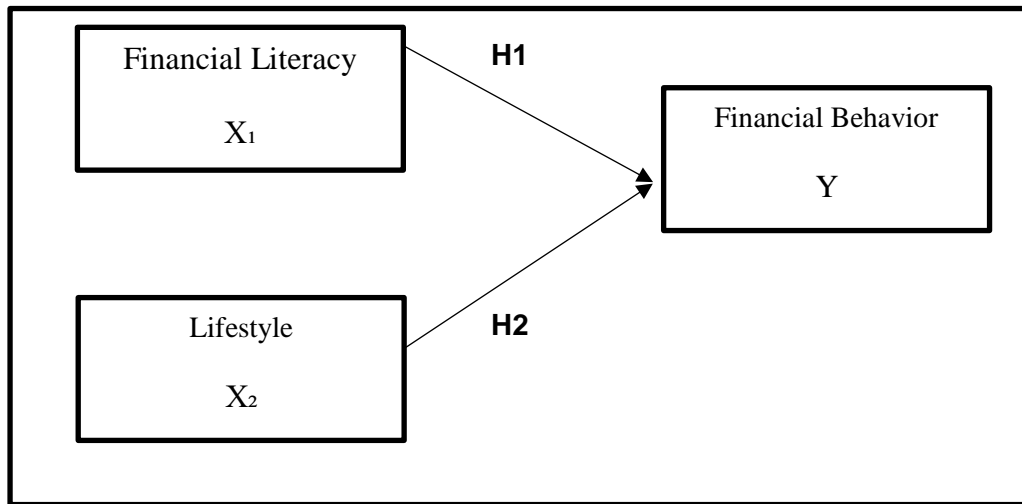 Financial Literacy
X₁
H1
Financial Behavior
Y
Lifestyle
X₂
H2